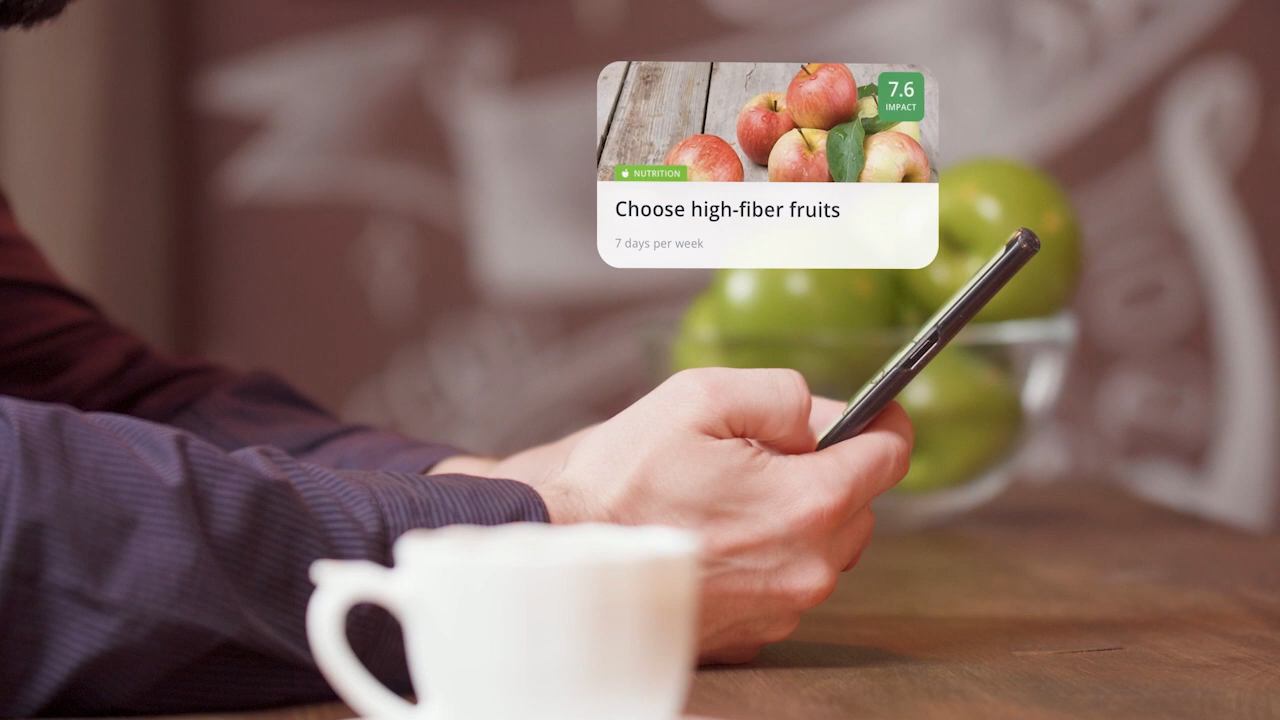 7.6
IMPACT
NUTRITION
Choose high-fiber fruits
7 days per week